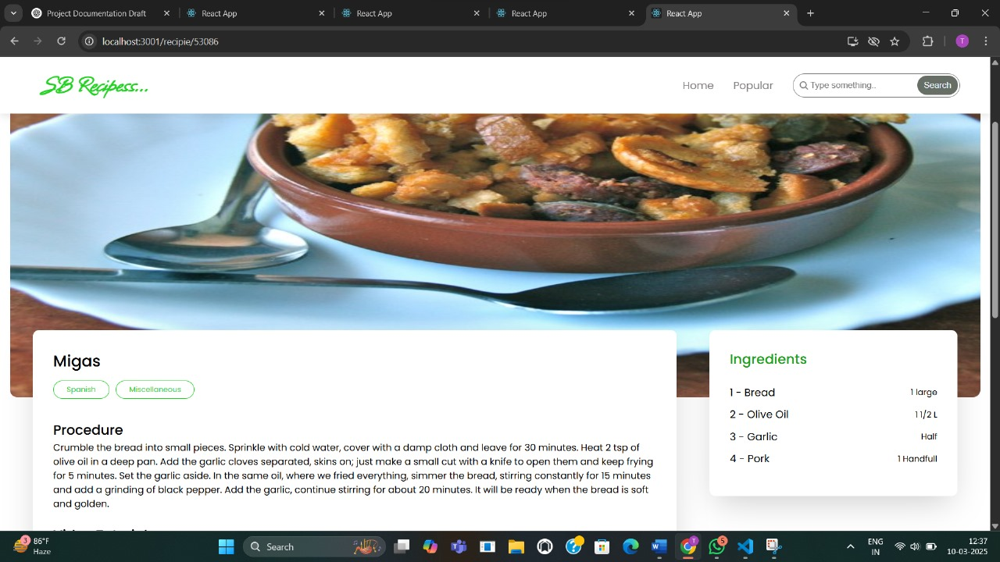 Project Documentation Draft
React App
React App
React App
React App
localhost:3001/recipie/53086
T
SB Recipess...
Home
Popular
Type something..
Search
Migas
Spanish
Miscellaneous
Procedure
Crumble the bread into small pieces. Sprinkle with cold water, cover with a damp cloth and leave for 30 minutes. Heat 2 tsp of
olive oil in a deep pan. Add the garlic cloves separated, skins on; just make a small cut with a knife to open them and keep frying
for 5 minutes. Set the garlic aside. In the same oil, where we fried everything, simmer the bread, stirring constantly for 15 minutes
and add a grinding of black pepper. Add the garlic, continue stirring for about 20 minutes. It will be ready when the bread is soft
and golden.
Ingredients
1 - Bread 1 large
2 - Olive Oil 1 1/2 L
3 - Garlic Half
4 - Pork 1 Handfull
3
86°F
Haze
Search
T
5
ENG
IN
12:37
10-03-2025